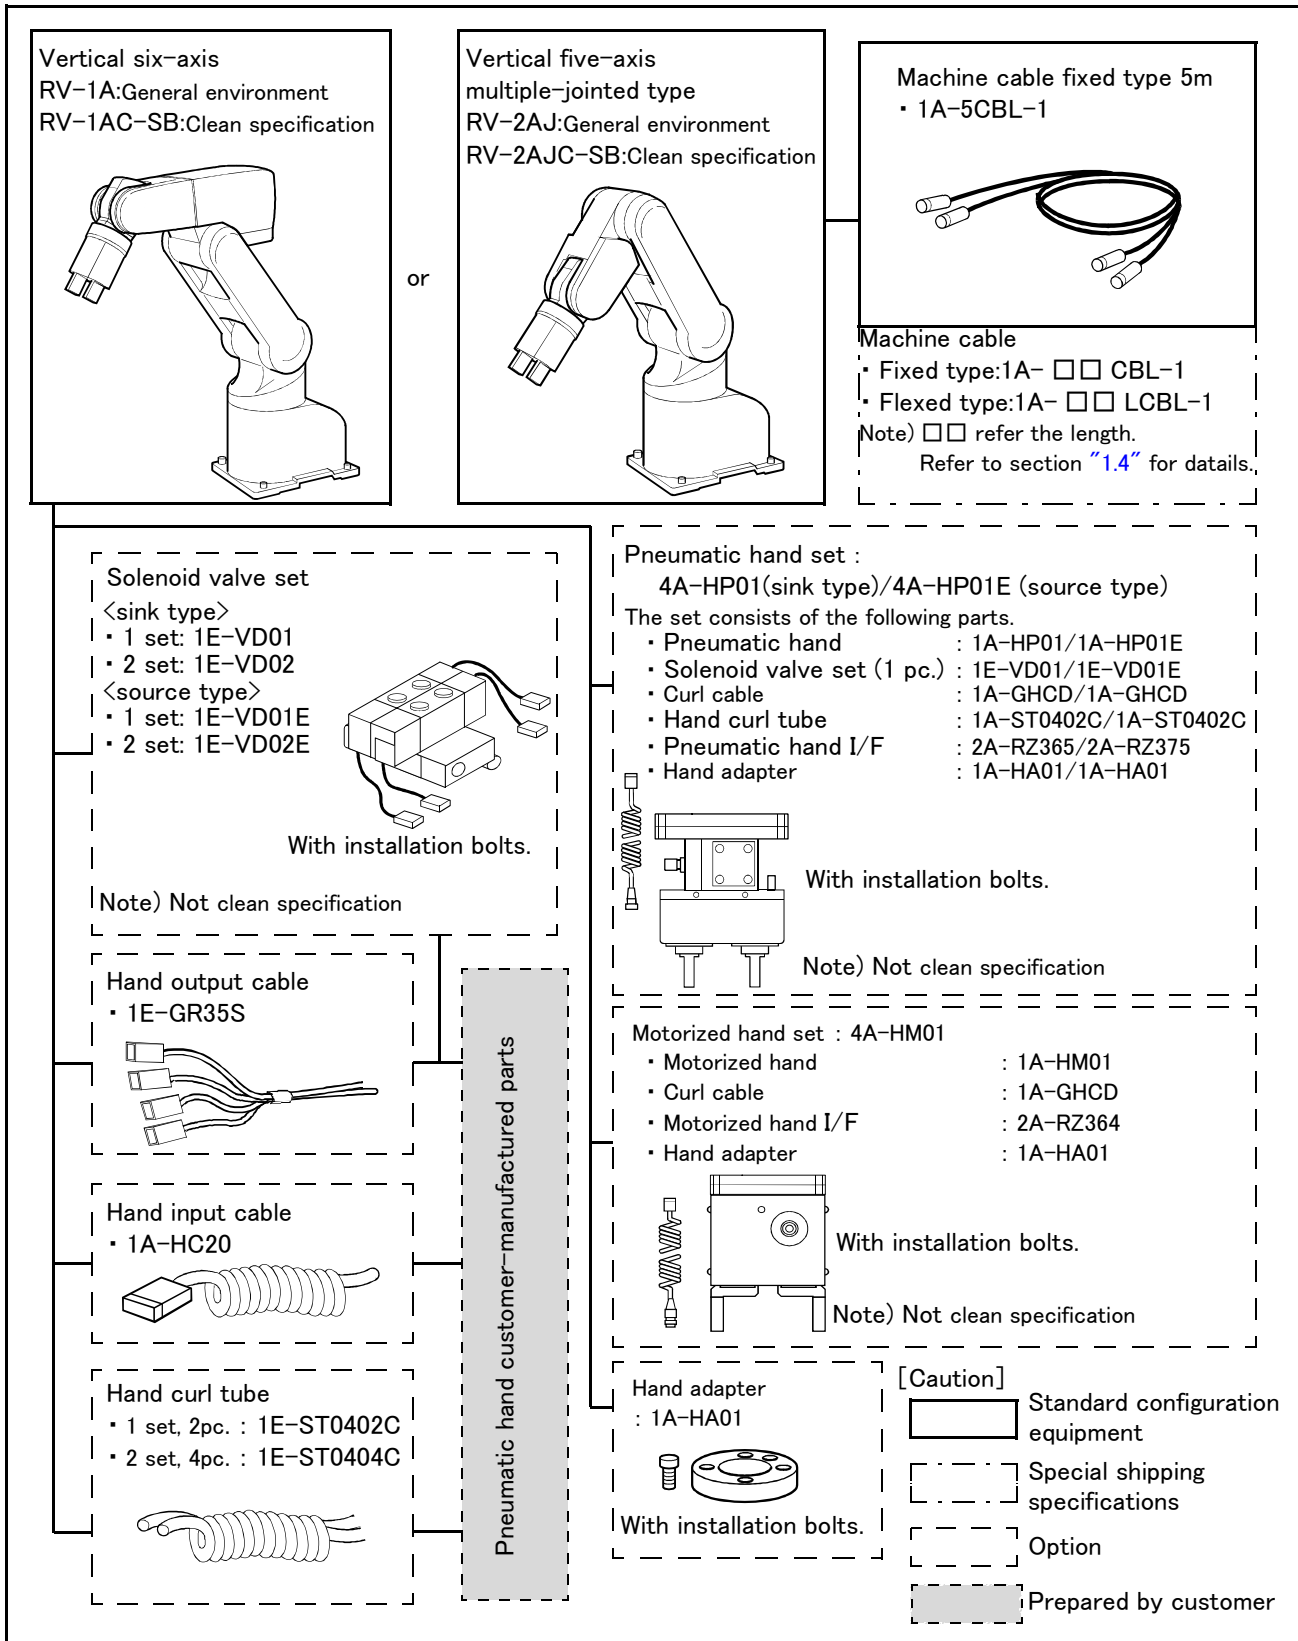 Vertical six-axis
RV-1A:General environment
RV-1AC-SB:Clean specification
or
Vertical five-axis
multiple-jointed type
RV-2AJ:General environment
RV-2AJC-SB:Clean specification
Machine cable fixed type 5m
・1A-5CBL-1
Machine cable
・Fixed type:1A- □□ CBL-1
・Flexed type:1A- □□ LCBL-1
Note) □□ refer the length.
Refer to section "1.4" for datails.
Solenoid valve set
<sink type>
・1 set: 1E-VD01
・2 set: 1E-VD02
<source type>
・1 set: 1E-VD01E
・2 set: 1E-VD02E
With installation bolts.
Note) Not clean specification
Hand output cable
・1E-GR35S
Hand input cable
・1A-HC20
Hand curl tube
・1 set, 2pc. : 1E-ST0402C
・2 set, 4pc. : 1E-ST0404C
Pneumatic hand customer-manufactured parts
Pneumatic hand set :
4A-HP01(sink type)/4A-HP01E (source type)
The set consists of the following parts.
・Pneumatic hand : 1A-HP01/1A-HP01E
・Solenoid valve set (1 pc.) : 1E-VD01/1E-VD01E
・Curl cable : 1A-GHCD/1A-GHCD
・Hand curl tube : 1A-ST0402C/1A-ST0402C
・Pneumatic hand I/F : 2A-RZ365/2A-RZ375
・Hand adapter : 1A-HA01/1A-HA01
With installation bolts.
Note) Not clean specification
Motorized hand set : 4A-HM01
・Motorized hand : 1A-HM01
・Curl cable : 1A-GHCD
・Motorized hand I/F : 2A-RZ364
・Hand adapter : 1A-HA01
With installation bolts.
Note) Not clean specification
Hand adapter
: 1A-HA01
With installation bolts.
[Caution]
Standard configuration
equipment
Special shipping
specifications
Option
Prepared by customer